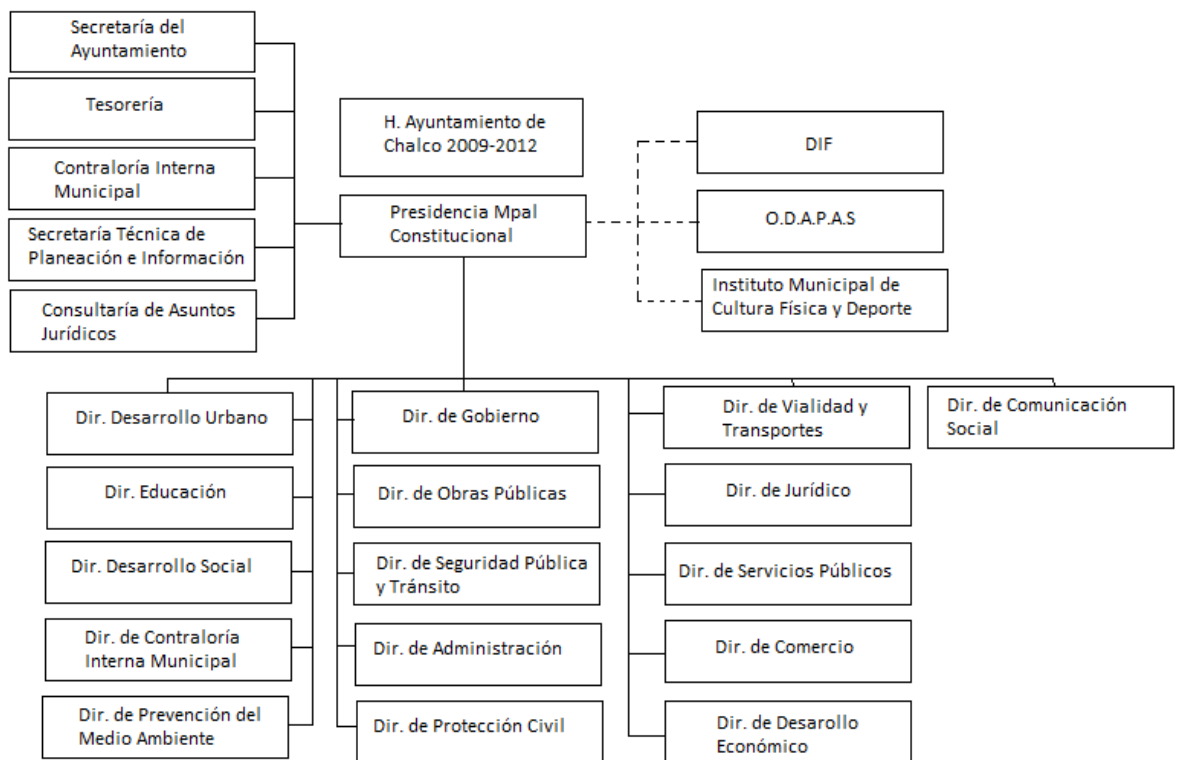 Secretaría del
Ayuntamiento
Tesorería
Contraloría Interna
Municipal
Secretaría Técnica de
Planeación e Información
Consultaría de Asuntos
Jurídicos
H. Ayuntamiento de
Chalco 2009-2012
Presidencia Mpal
Constitucional
DIF
O.D.A.P.A.S
Instituto Municipal de
Cultura Física y Deporte
Dir. Desarrollo Urbano
Dir. Educación
Dir. Desarrollo Social
Dir. de Contraloría
Interna Municipal
Dir. de Prevención del
Medio Ambiente
Dir. de Gobierno
Dir. de Obras Públicas
Dir. de Seguridad Pública
y Tránsito
Dir. de Administración
Dir. de Protección Civil
Dir. de Vialidad y
Transportes
Dir. de Jurídico
Dir. de Servicios Públicos
Dir. de Comercio
Dir. de Desarollo
Económico
Dir. de Comunicación
Social